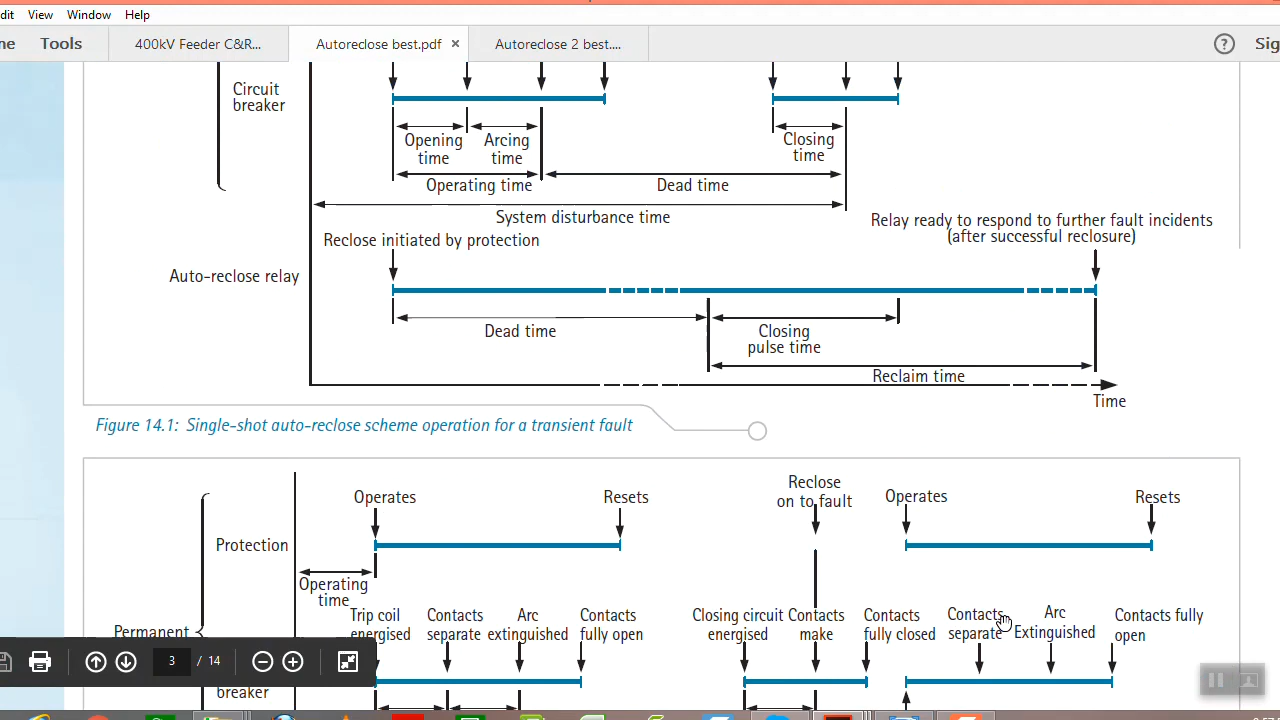 dit View Window Help
ne Tools 400kV Feeder C&R... Autoreclose best.pdf × Autoreclose 2 best.... ? Sig
Circuit
breaker
Opening
time
Arcing
time
Closing
time
Operating time
Dead time
System disturbance time
Relay ready to respond to further fault incidents
(after successful reclosure)
Reclose initiated by protection
Auto-reclose relay
Dead time
Closing
pulse time
Reclaim time
Time
Figure 14.1: Single-shot auto-reclose scheme operation for a transient fault
Operates
Resets
Reclose
on to fault
Operates
Resets
Protection
Operating
time
Trip coil
energised
Contacts
separate
Arc
extinguished
Contacts
fully open
Closing circuit
energised
Contacts
make
Contacts
fully closed
Contacts
separate
Arc
Extinguished
Contacts fully
open
Permanent
3 / 14
breaker